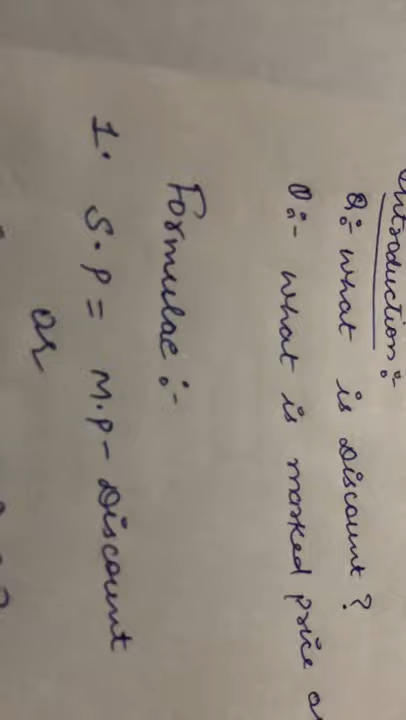 Introduction:-
Q:- What is Discount?
Q:- What is marked price
Formulae:-
1. S.P = M.P - Discount
or